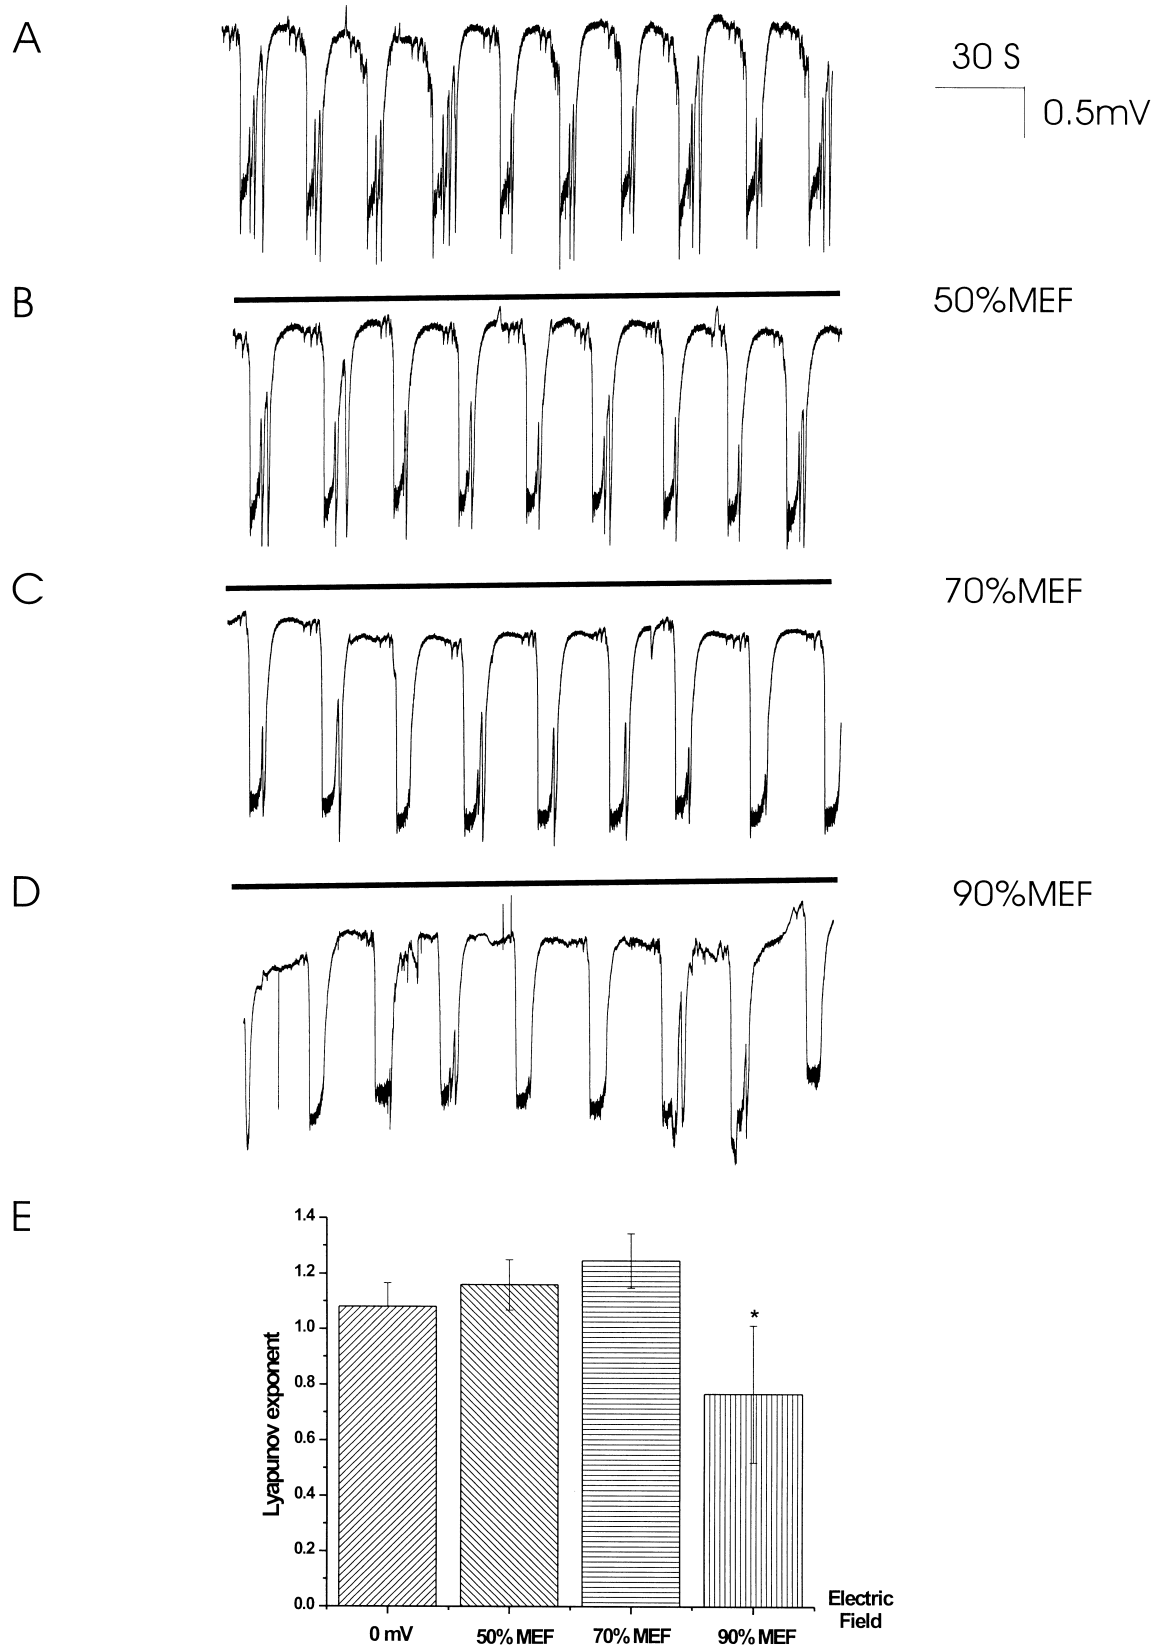 A
30 S
0.5mV
B
50%MEF
C
70%MEF
D
90%MEF
E
1.4
1.2
1.0
0.8
0.6
0.4
0.2
0.0
Lyapunov exponent
*
0 mV
50% MEF
70% MEF
90% MEF
Electric
Field